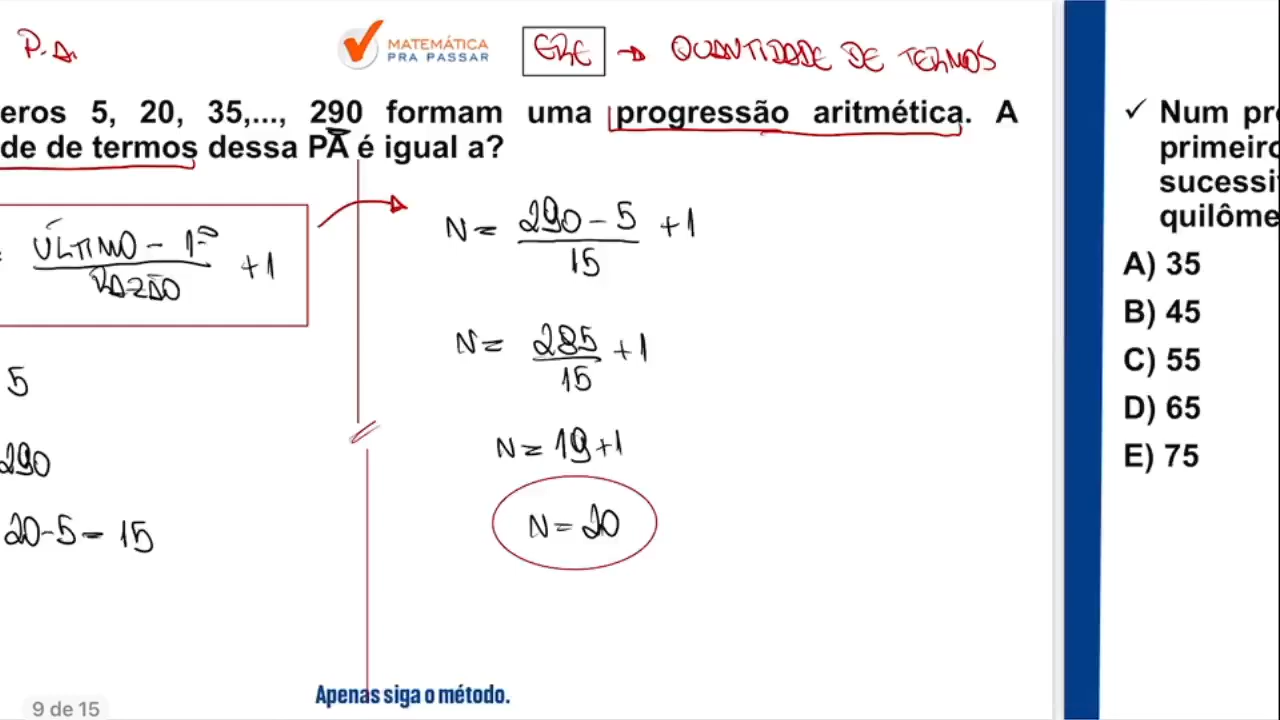 P.A.
MATEMÁTICA
PRA PASSAR
→ QUANTIDADE DE TERMOS
eros 5, 20, 35,..., 290 formam uma progressão aritmética. A
de de termos dessa PA é igual a?
= ÚLTIMO - 1º
RAZÃO
+1
5
290
20-5=15
N= 290-5
15
+1
N= 285
15
+1
N=19+1
N=20
Apenas siga o método.
9 de 15
✓ Num pr
primeiro
sucessi
quilôme
A) 35
B) 45
C) 55
D) 65
E) 75